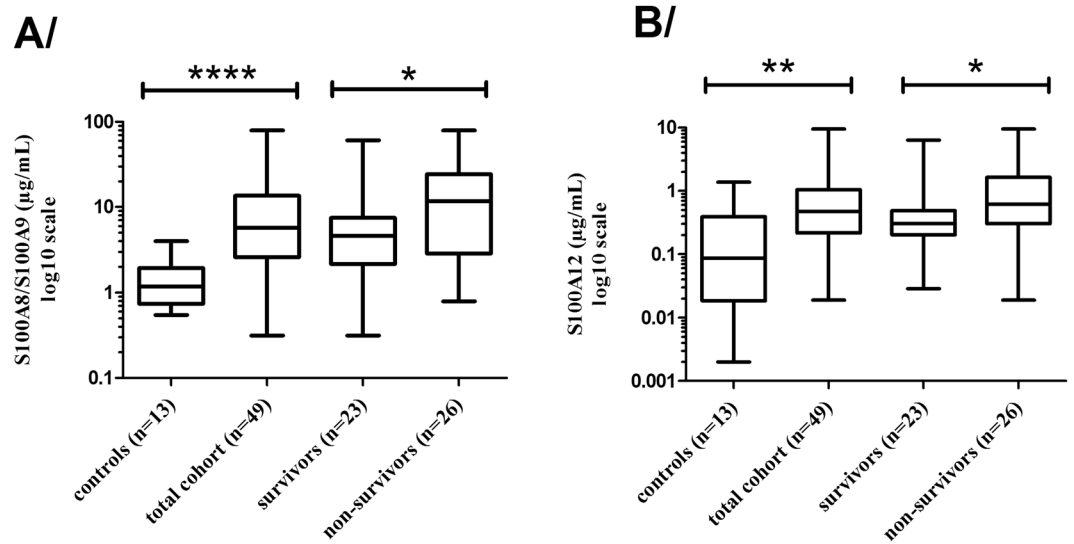 A/
B/
****
*
**
*
S100A8/S100A9 (µg/mL)
log10 scale
100
10
1
0.1
controls (n=13)
total cohort (n=49)
survivors (n=23)
non-survivors (n=26)
S100A12 (µg/mL)
log10 scale
10
1
0.1
0.01
0.001
controls (n=13)
total cohort (n=49)
survivors (n=23)
non-survivors (n=26)